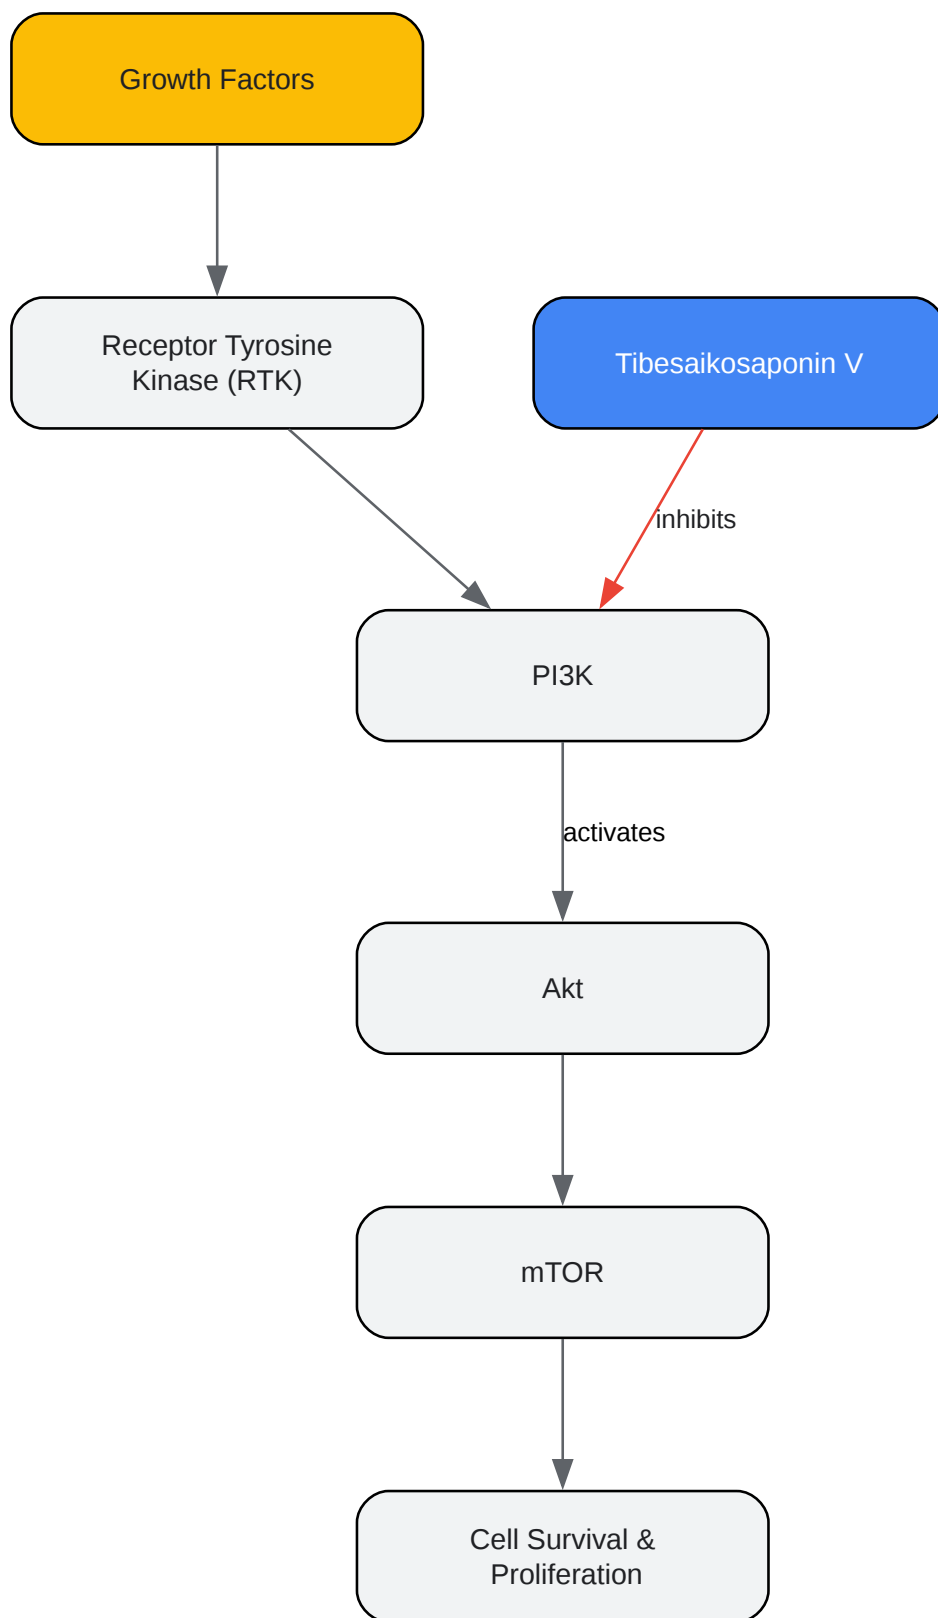 Growth Factors
Receptor Tyrosine
Kinase (RTK)
Tibesaikosaponin V
inhibits
PI3K
activates
Akt
mTOR
Cell Survival &
Proliferation